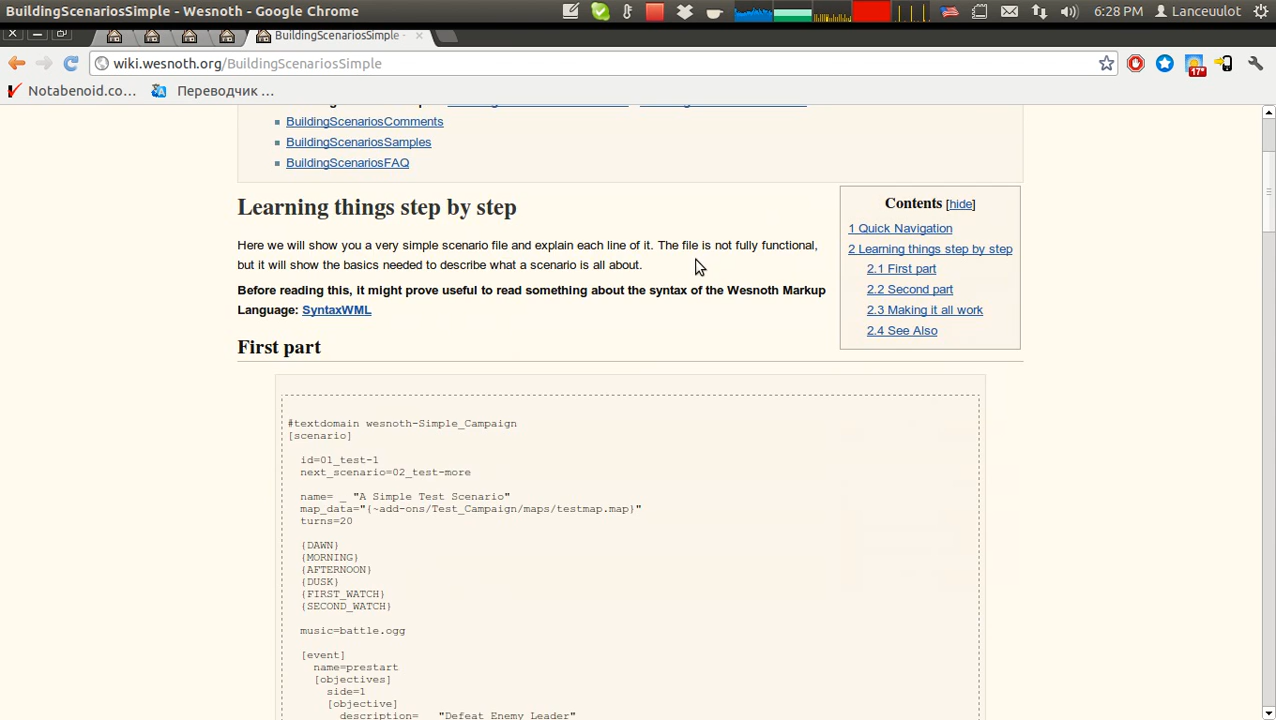 BuildingScenariosSimple - Wesnoth - Google Chrome
6:28 PM
Lanceuulot
BuildingScenariosSimple -
wiki.wesnoth.org/BuildingScenariosSimple
17°
Notabenoid.co…
Переводчик …
BuildingScenariosComments
BuildingScenariosSamples
BuildingScenariosFAQ
Learning things step by step
Here we will show you a very simple scenario file and explain each line of it. The file is not fully functional,
but it will show the basics needed to describe what a scenario is all about.
Before reading this, it might prove useful to read something about the syntax of the Wesnoth Markup
Language: SyntaxWML
Contents [hide]
1 Quick Navigation
2 Learning things step by step
2.1 First part
2.2 Second part
2.3 Making it all work
2.4 See Also
First part
#textdomain wesnoth-Simple_Campaign
[scenario]
id=01_test-1
next_scenario=02_test-more
name= _ "A Simple Test Scenario"
map_data="{~add-ons/Test_Campaign/maps/testmap.map}"
turns=20
{DAWN}
{MORNING}
{AFTERNOON}
{DUSK}
{FIRST_WATCH}
{SECOND_WATCH}
music=battle.ogg
[event]
name=prestart
[objectives]
side=1
[objective]
description= _ "Defeat Enemy Leader"